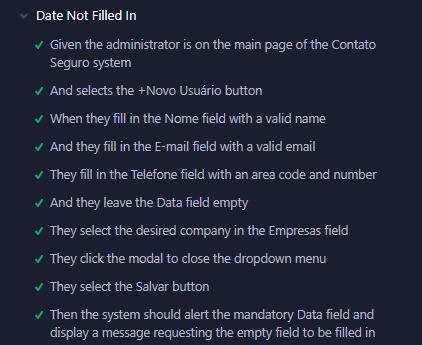 Date Not Filled In
Given the administrator is on the main page of the Contato
Seguro system
And selects the +Novo Usuário button
When they fill in the Nome field with a valid name
And they fill in the E-mail field with a valid email
They fill in the Telefone field with an area code and number
And they leave the Data field empty
They select the desired company in the Empresas field
They click the modal to close the dropdown menu
They select the Salvar button
Then the system should alert the mandatory Data field and
display a message requesting the empty field to be filled in